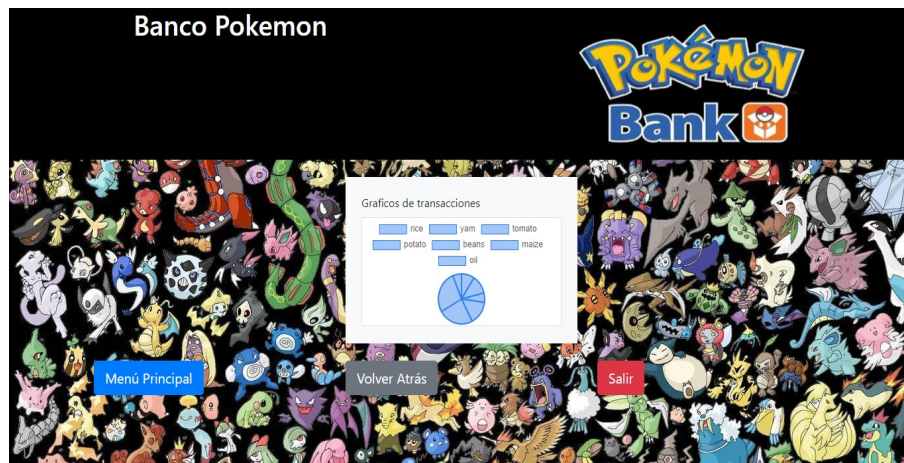 Banco Pokemon
POKéMON
Bank
Graficos de transacciones
rice yam tomato
potato beans maize
oil
Menú Principal Volver Atrás Salir